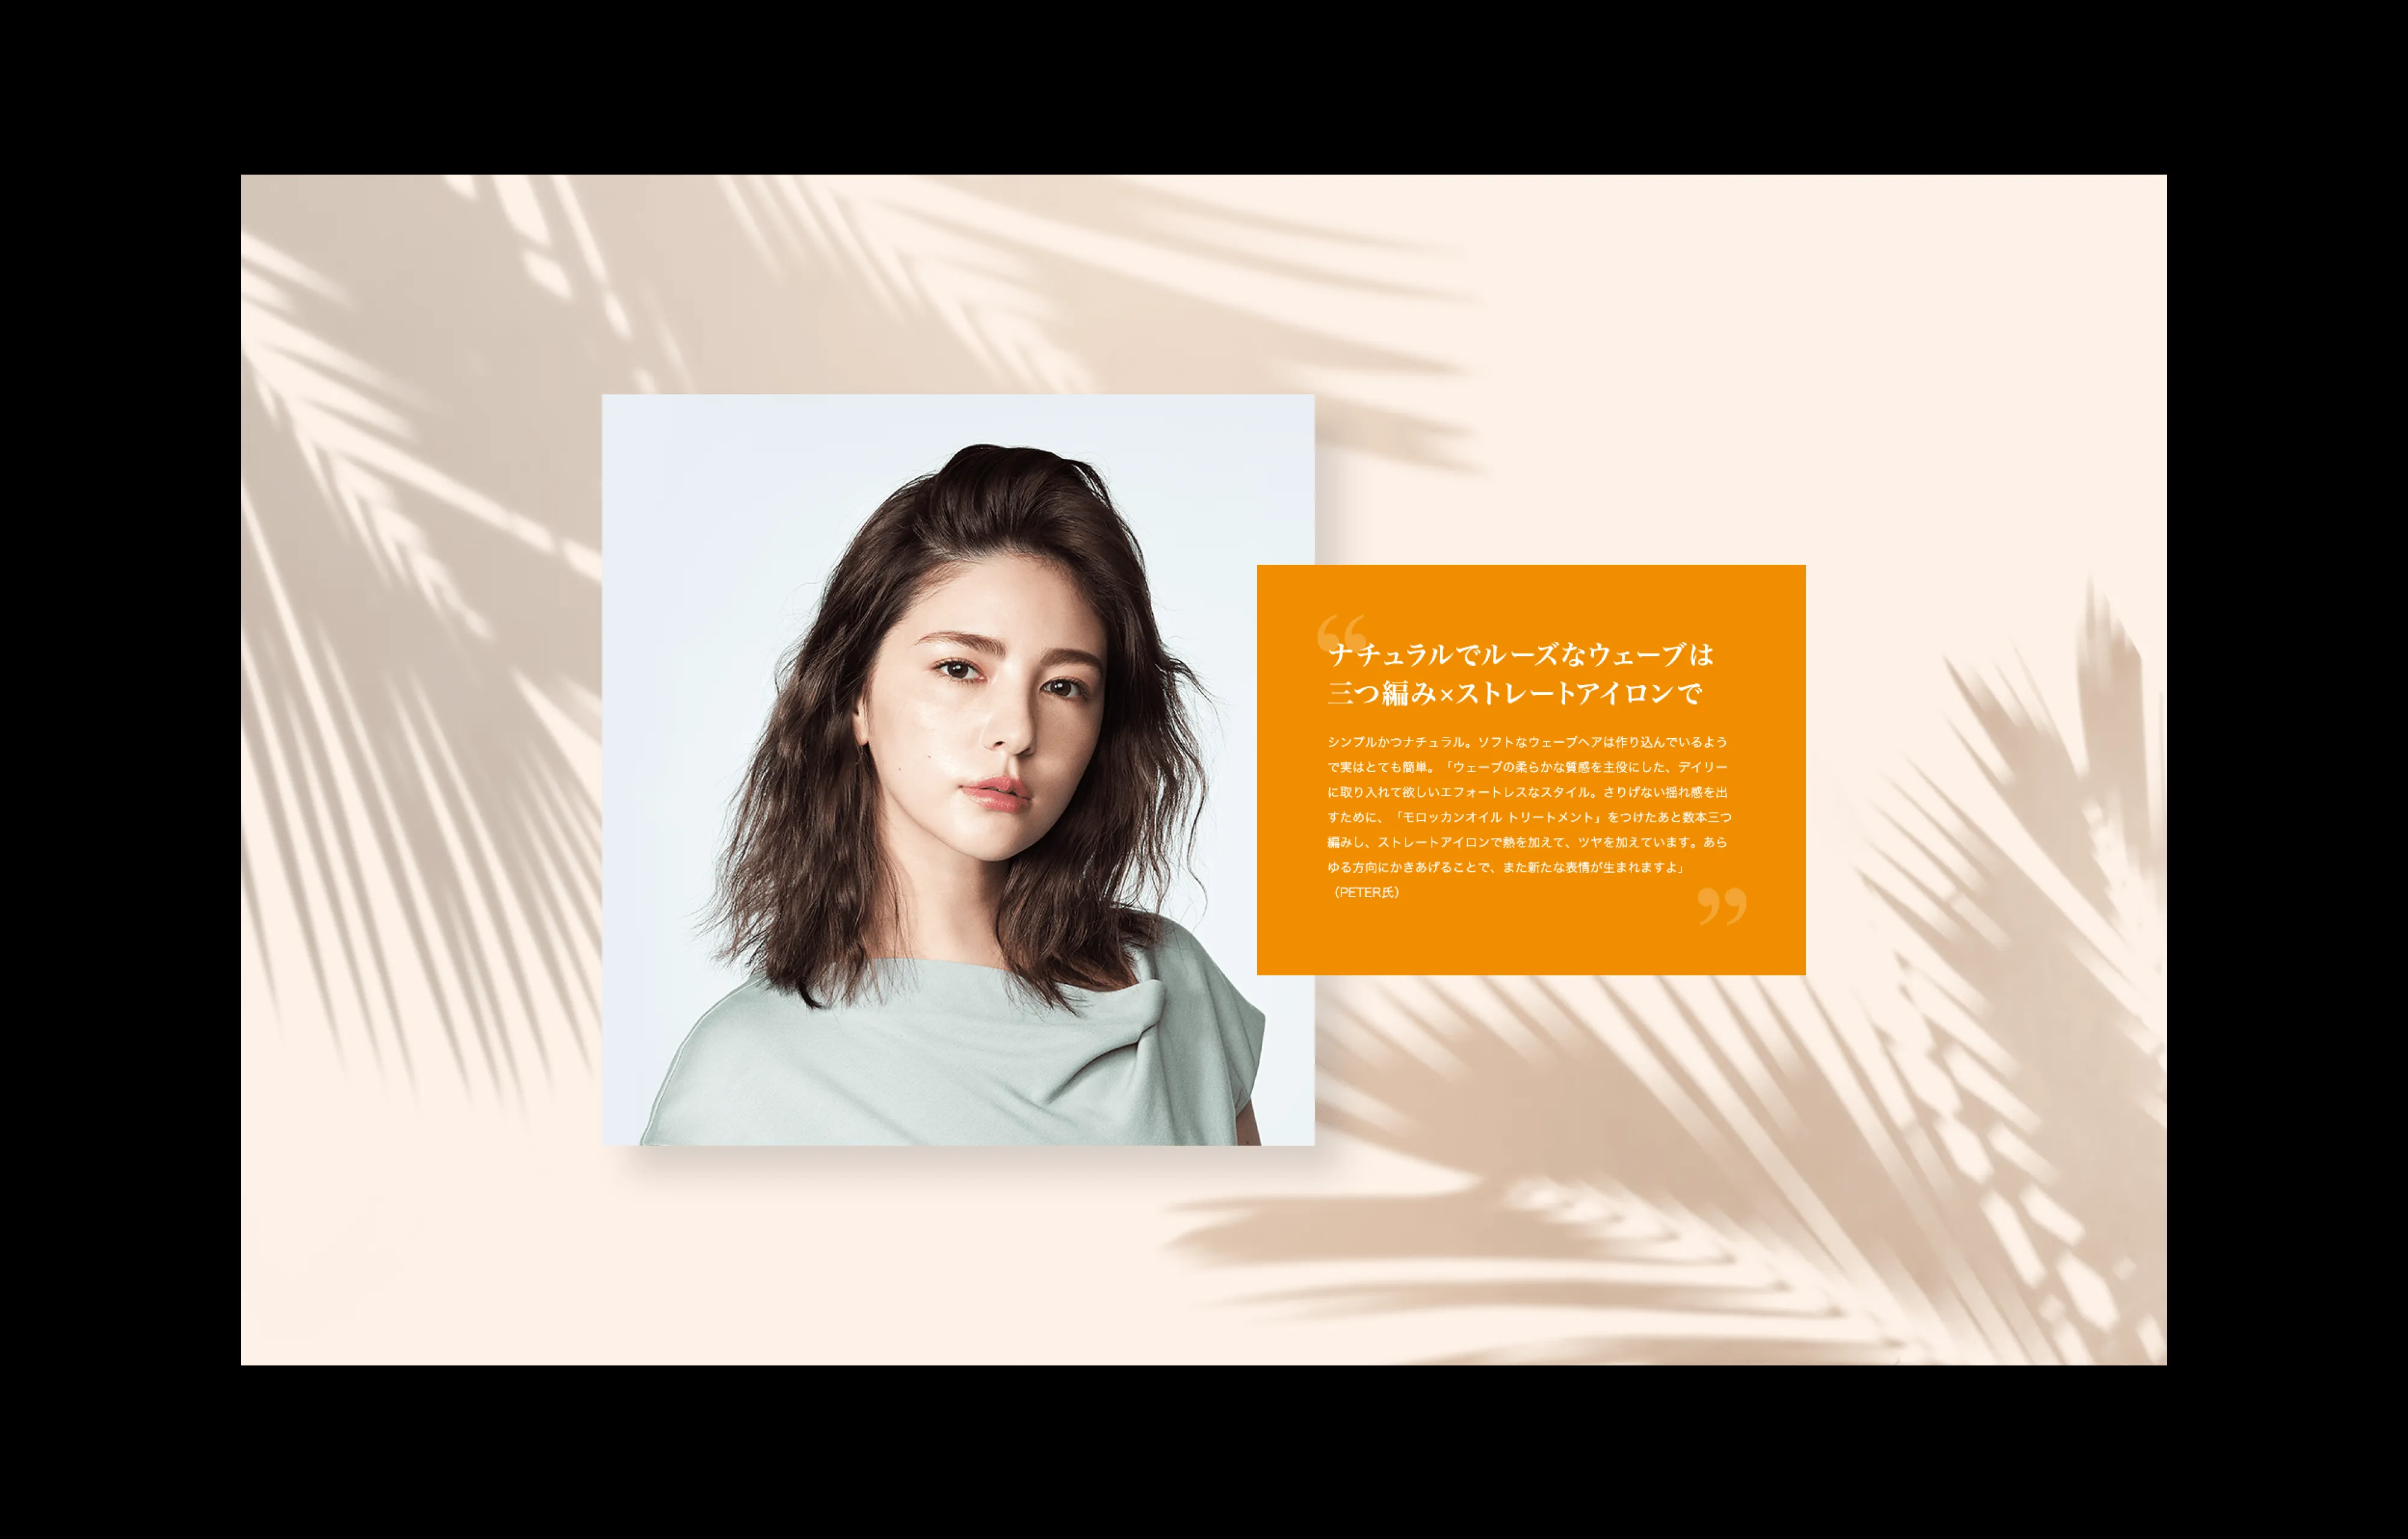 “
ナチュラルでルーズなウェーブは
三つ編み×ストレートアイロンで
シンプルかつナチュラル。ソフトなウェーブヘアは作り込んでいるよう
で実はとても簡単。「ウェーブの柔らかな質感を主役にした、デイリー
に取り入れて欲しいエフォートレスなスタイル。さりげない揺れ感を出
すために、「モロッカンオイル トリートメント」をつけたあと数本三つ
編みし、ストレートアイロンで熱を加えて、ツヤを加えています。あら
ゆる方向にかきあげることで、また新たな表情が生まれますよ」
（PETER氏）
”